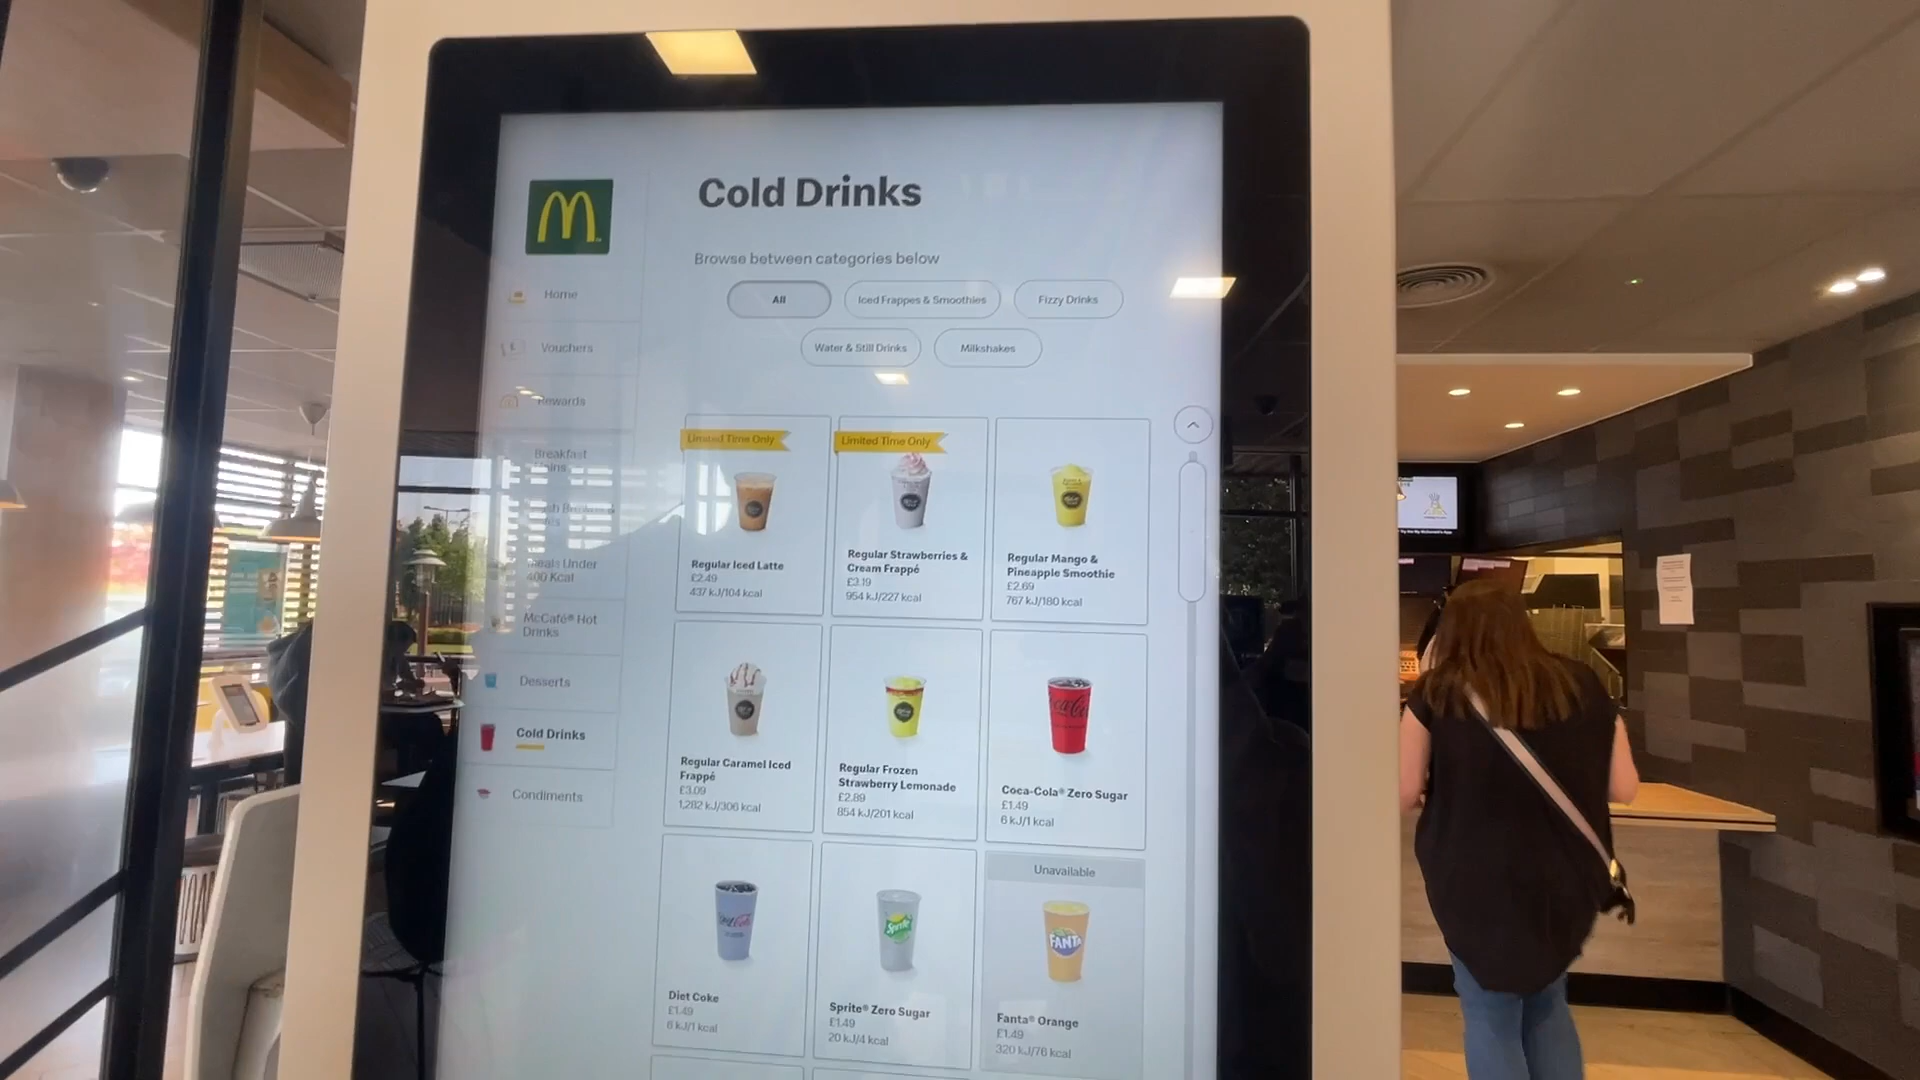 Cold Drinks
Browse between categories below
All
Iced Frappes & Smoothies
Fizzy Drinks
Water & Still Drinks
Milkshakes
Home
Vouchers
Rewards
Breakfast
Meals Under
400 Kcal
McCafé® Hot
Drinks
Desserts
Cold Drinks
Condiments
Limited Time Only
Regular Iced Latte
£2.49
437 kJ/104 kcal
Limited Time Only
Regular Strawberries &
Cream Frappé
£3.19
954 kJ/227 kcal
Regular Mango &
Pineapple Smoothie
£2.69
767 kJ/180 kcal
Regular Caramel Iced
Frappé
£3.09
1,282 kJ/306 kcal
Regular Frozen
Strawberry Lemonade
£2.89
854 kJ/201 kcal
Coca-Cola® Zero Sugar
£1.49
6 kJ/1 kcal
Diet Coke
£1.49
6 kJ/1 kcal
Sprite
Sprite® Zero Sugar
£1.49
20 kJ/4 kcal
Unavailable
FANTA
Fanta® Orange
£1.49
320 kJ/76 kcal